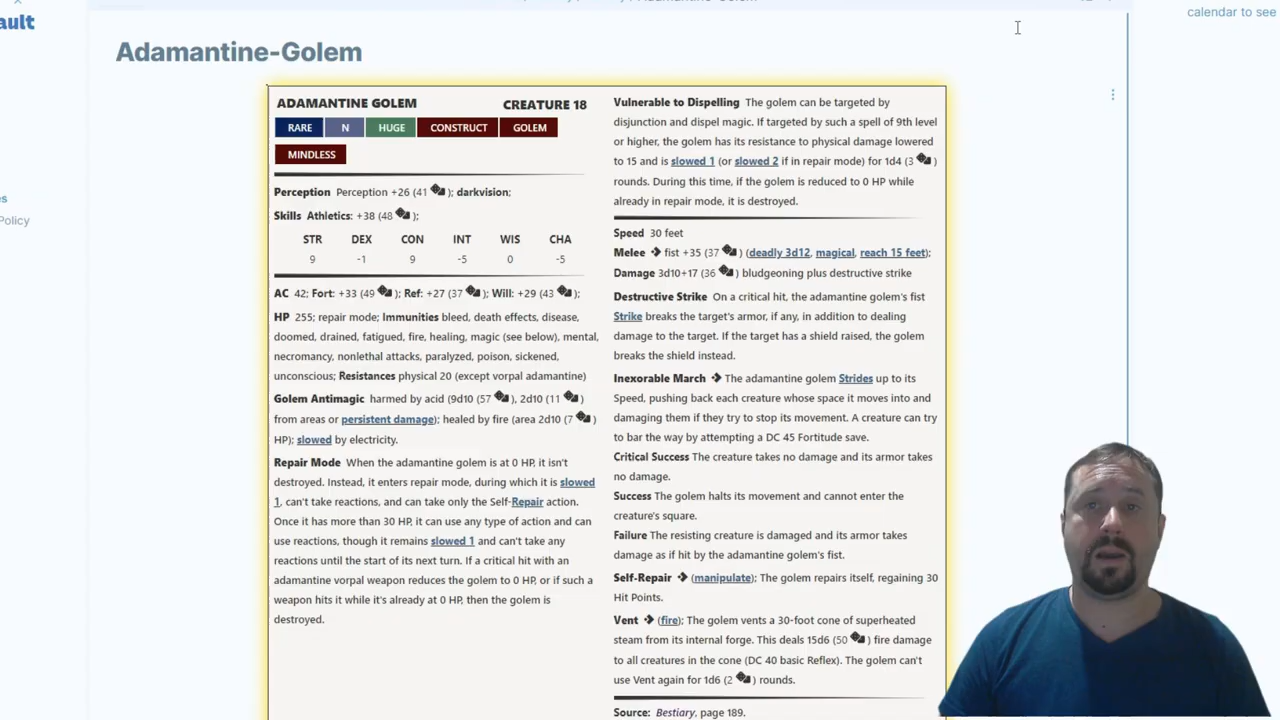 calendar to see
ault
Adamantine-Golem
ADAMANTINE GOLEM CREATURE 18
RARE N HUGE CONSTRUCT GOLEM
MINDLESS
Perception Perception +26 (41 ); darkvision;
Skills Athletics: +38 (48 );
STR DEX CON INT WIS CHA
9 -1 9 -5 0 -5
AC 42; Fort: +33 (49 ); Ref: +27 (37 ); Will: +29 (43 );
HP 255; repair mode; Immunities bleed, death effects, disease,
doomed, drained, fatigued, fire, healing, magic (see below), mental,
necromancy, nonlethal attacks, paralyzed, poison, sickened,
unconscious; Resistances physical 20 (except vorpal adamantine)
Golem Antimagic harmed by acid (9d10 (57 ), 2d10 (11 )
from areas or persistent damage); healed by fire (area 2d10 (7 )
HP); slowed by electricity.
Repair Mode When the adamantine golem is at 0 HP, it isn't
destroyed. Instead, it enters repair mode, during which it is slowed
1, can't take reactions, and can take only the Self-Repair action.
Once it has more than 30 HP, it can use any type of action and can
use reactions, though it remains slowed 1 and can't take any
reactions until the start of its next turn. If a critical hit with an
adamantine vorpal weapon reduces the golem to 0 HP, or if such a
weapon hits it while it's already at 0 HP, then the golem is
destroyed.
Vulnerable to Dispelling The golem can be targeted by
disjunction and dispel magic. If targeted by such a spell of 9th level
or higher, the golem has its resistance to physical damage lowered
to 15 and is slowed 1 (or slowed 2 if in repair mode) for 1d4 (3 )
rounds. During this time, if the golem is reduced to 0 HP while
already in repair mode, it is destroyed.
Speed 30 feet
Melee fist +35 (37 ) (deadly 3d12, magical, reach 15 feet);
Damage 3d10+17 (36 ) bludgeoning plus destructive strike
Destructive Strike On a critical hit, the adamantine golem's fist
Strike breaks the target's armor, if any, in addition to dealing
damage to the target. If the target has a shield raised, the golem
breaks the shield instead.
Inexorable March The adamantine golem Strides up to its
Speed, pushing back each creature whose space it moves into and
damaging them if they try to stop its movement. A creature can try
to bar the way by attempting a DC 45 Fortitude save.
Critical Success The creature takes no damage and its armor takes
no damage.
Success The golem halts its movement and cannot enter the
creature's square.
Failure The resisting creature is damaged and its armor takes
damage as if hit by the adamantine golem's fist.
Self-Repair (manipulate); The golem repairs itself, regaining 30
Hit Points.
Vent (fire); The golem vents a 30-foot cone of superheated
steam from its internal forge. This deals 15d6 (50 ) fire damage
to all creatures in the cone (DC 40 basic Reflex). The golem can't
use Vent again for 1d6 (2 ) rounds.
Source: Bestiary, page 189.
es
Policy